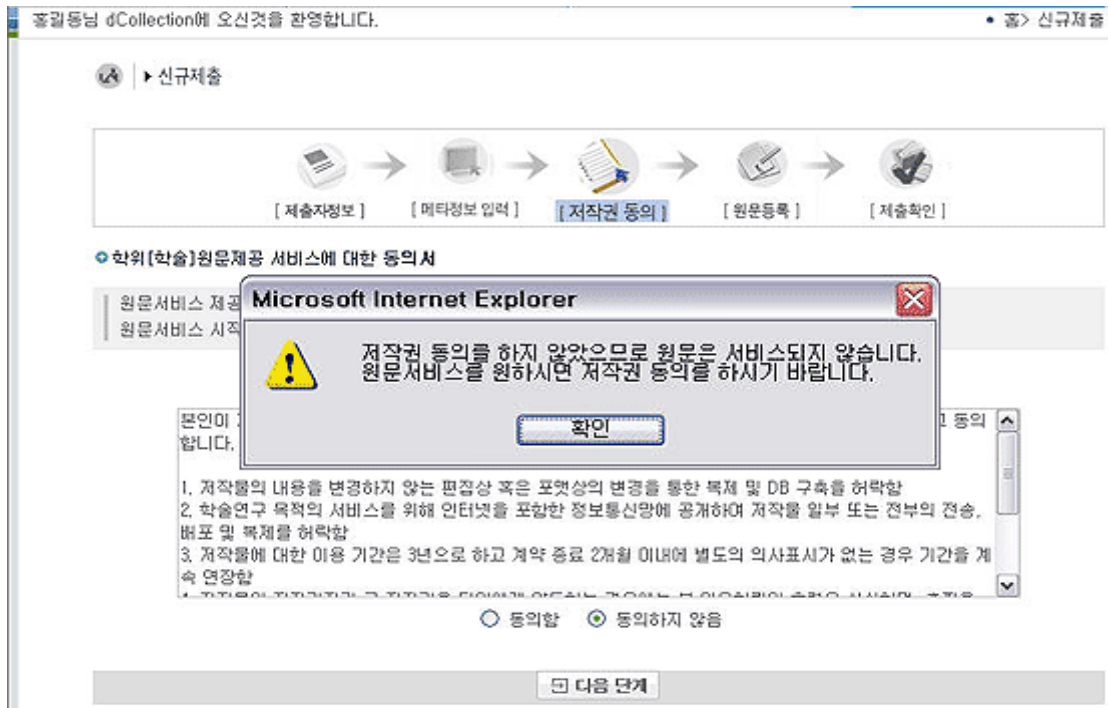 홍길동님 dCollection에 오신것을 환영합니다.
• 홈> 신규제출
신규제출
[ 제출자정보 ]
[ 메타정보 입력 ]
[ 저작권 동의 ]
[ 원문등록 ]
[ 제출확인 ]
학위[학술]원문제공 서비스에 대한 동의서
원문서비스 제공
원문서비스 시작
Microsoft Internet Explorer
저작권 동의를 하지 않았으므로 원문은 서비스되지 않습니다.
원문서비스를 원하시면 저작권 동의를 하시기 바랍니다.
확인
본인이
고 동의
합니다.
1. 저작물의 내용을 변경하지 않는 편집상 혹은 포맷상의 변경을 통한 복제 및 DB 구축을 허락함
2. 학술연구 목적의 서비스를 위해 인터넷을 포함한 정보통신망에 공개하여 저작물 일부 또는 전부의 전송,
배포 및 복제를 허락함
3. 저작물에 대한 이용 기간은 3년으로 하고 계약 종료 2개월 이내에 별도의 의사표시가 없는 경우 기간을 계
속 연장함
동의함
동의하지 않음
다음 단계